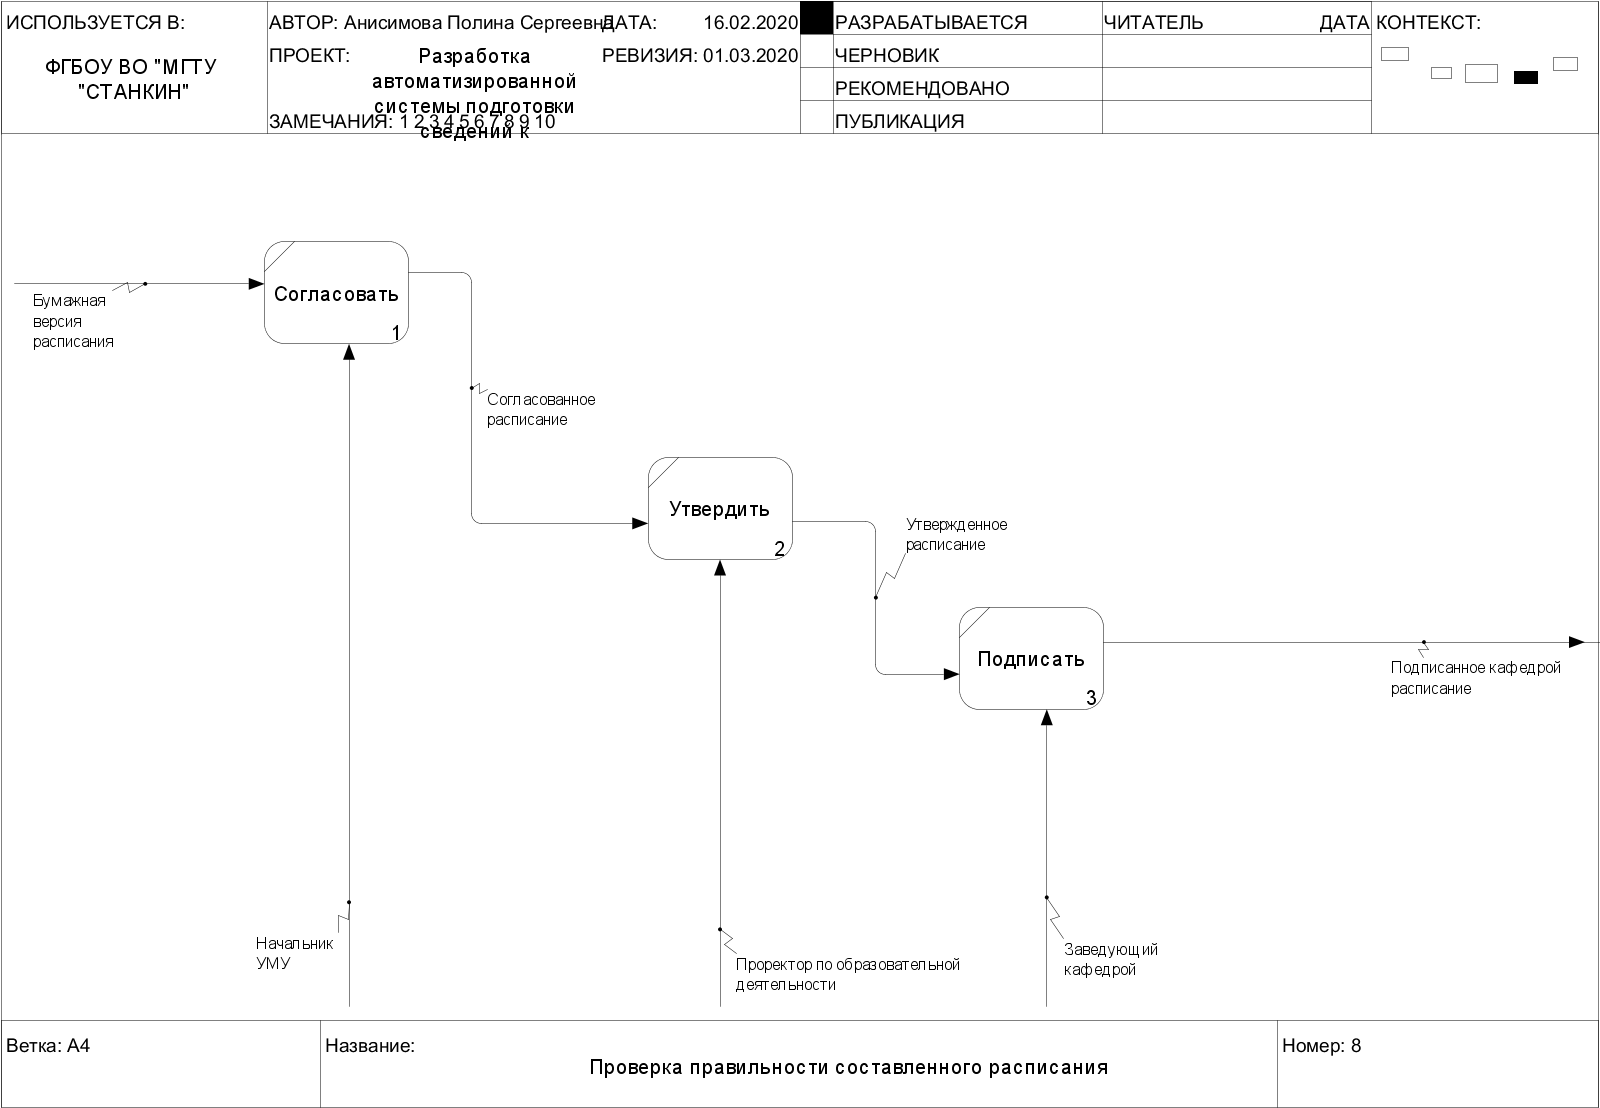 ИСПОЛЬЗУЕТСЯ В:
ФГБОУ ВО "МГТУ
"СТАНКИН"
АВТОР: Анисимова Полина Сергеевна
ДАТА: 16.02.2020
ПРОЕКТ:
Разработка
автоматизированной
системы подготовки
сведений к
РЕВИЗИЯ: 01.03.2020
ЗАМЕЧАНИЯ: 1 2 3 4 5 6 7 8 9 10
РАЗРАБАТЫВАЕТСЯ
ЧЕРНОВИК
РЕКОМЕНДОВАНО
ПУБЛИКАЦИЯ
ЧИТАТЕЛЬ ДАТА
КОНТЕКСТ:
Бумажная
версия
расписания
Согласовать
1
Согласованное
расписание
Утвердить
2
Утвержденное
расписание
Подписать
3
Подписанное кафедрой
расписание
Начальник
УМУ
Проректор по образовательной
деятельности
Заведующий
кафедрой
Ветка: A4
Название:
Проверка правильности составленного расписания
Номер: 8